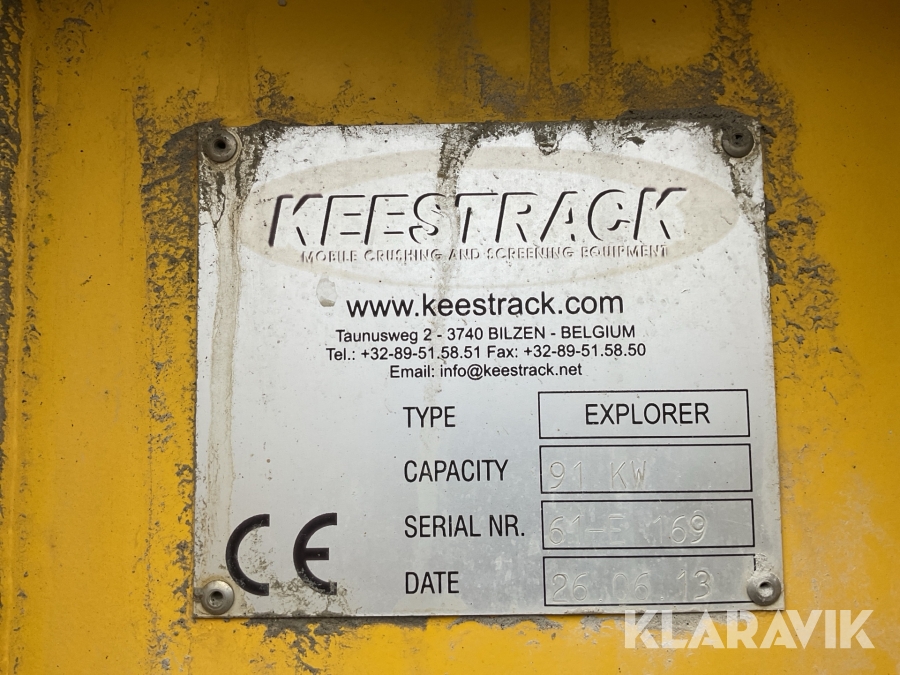 KEESTRACK
MOBILE CRUSHING AND SCREENING EQUIPMENT
www.keestrack.com
Taunusweg 2 - 3740 BILZEN - BELGIUM
Tel.: +32-89-51.58.51 Fax: +32-89-51.58.50
Email: info@keestrack.net
TYPE EXPLORER
CAPACITY 91 KW
SERIAL NR. 61-E 169
DATE 26.06.13
CE
KLARAVIK